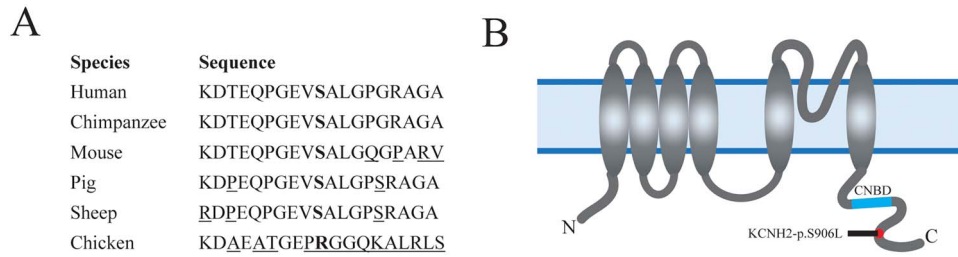 A
Species Sequence
Human KDTEQPGEVSALGPGRAGA
Chimpanzee KDTEQPGEVSALGPGRAGA
Mouse KDTEQPGEVSALGQGPARV
Pig KDPEQPGEVSALGPSRAGA
Sheep RDPEQPGEVSALGPSRAGA
Chicken KDAEATGEPRGGQKALRLS
B
CNBD
N
KCNH2-p.S906L
C